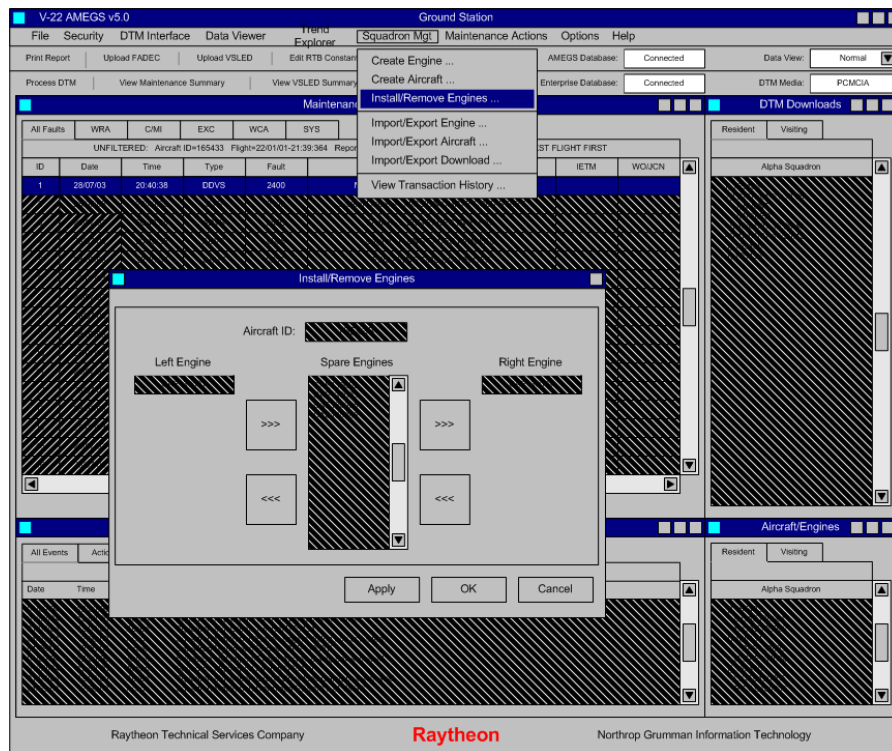 V-22 AMEGS v5.0 Ground Station
File Security DTM Interface Data Viewer Trend Explorer Squadron Mgt Maintenance Actions Options Help
Print Report Upload FADEC Upload VSLED Edit RTB Constan AMEGS Database: Connected Data View: Normal
Process DTM View Maintenance Summary View VSLED Summary Enterprise Database: Connected DTM Media: PCMCIA
Create Engine ...
Create Aircraft ...
Install/Remove Engines ...
Import/Export Engine ...
Import/Export Aircraft ...
Import/Export Download ...
View Transaction History ...
Maintenan DTM Downloads
All Faults WRA C/MI EXC WCA SYS Resident Visiting
UNFILTERED: Aircraft ID=165433 Flight=22/01/01-21:39:364 Repor ST FLIGHT FIRST
ID Date Time Type Fault IETM WO/JCN Alpha Squadron
1 28/07/03 20:40:38 DDVS 2400
Install/Remove Engines
Aircraft ID:
Left Engine Spare Engines Right Engine
>>> >>>
<<< <<<
Apply OK Cancel
Aircraft/Engines
All Events Actio Resident Visiting
Date Time Alpha Squadron
Raytheon Technical Services Company Raytheon Northrop Grumman Information Technology